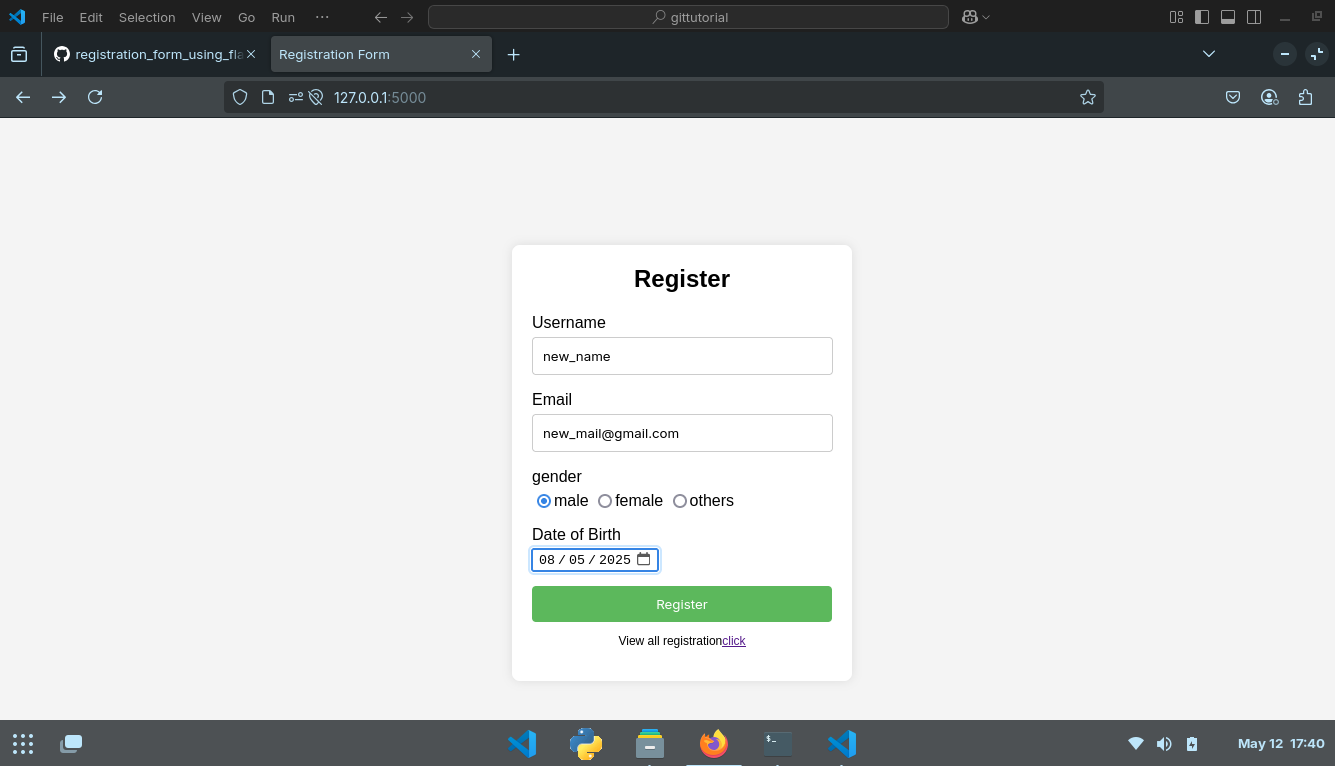 File Edit Selection View Go Run ··· gittutorial
registration_form_using_fla Registration Form
127.0.0.1:5000
Register
Username
new_name
Email
new_mail@gmail.com
gender
male female others
Date of Birth
08 / 05 / 2025
Register
View all registrationclick
$_
May 12 17:40